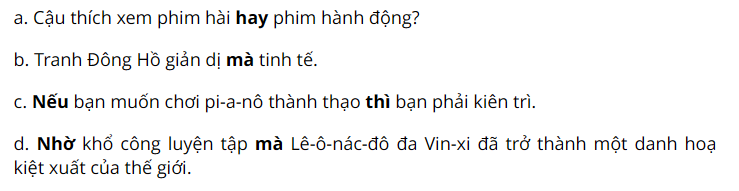 a. Cậu thích xem phim hài hay phim hành động?
b. Tranh Đông Hồ giản dị mà tinh tế.
c. Nếu bạn muốn chơi pi-a-nô thành thạo thì bạn phải kiên trì.
d. Nhờ khổ công luyện tập mà Lê-ô-nác-đô đa Vin-xi đã trở thành một danh hoạ
kiệt xuất của thế giới.